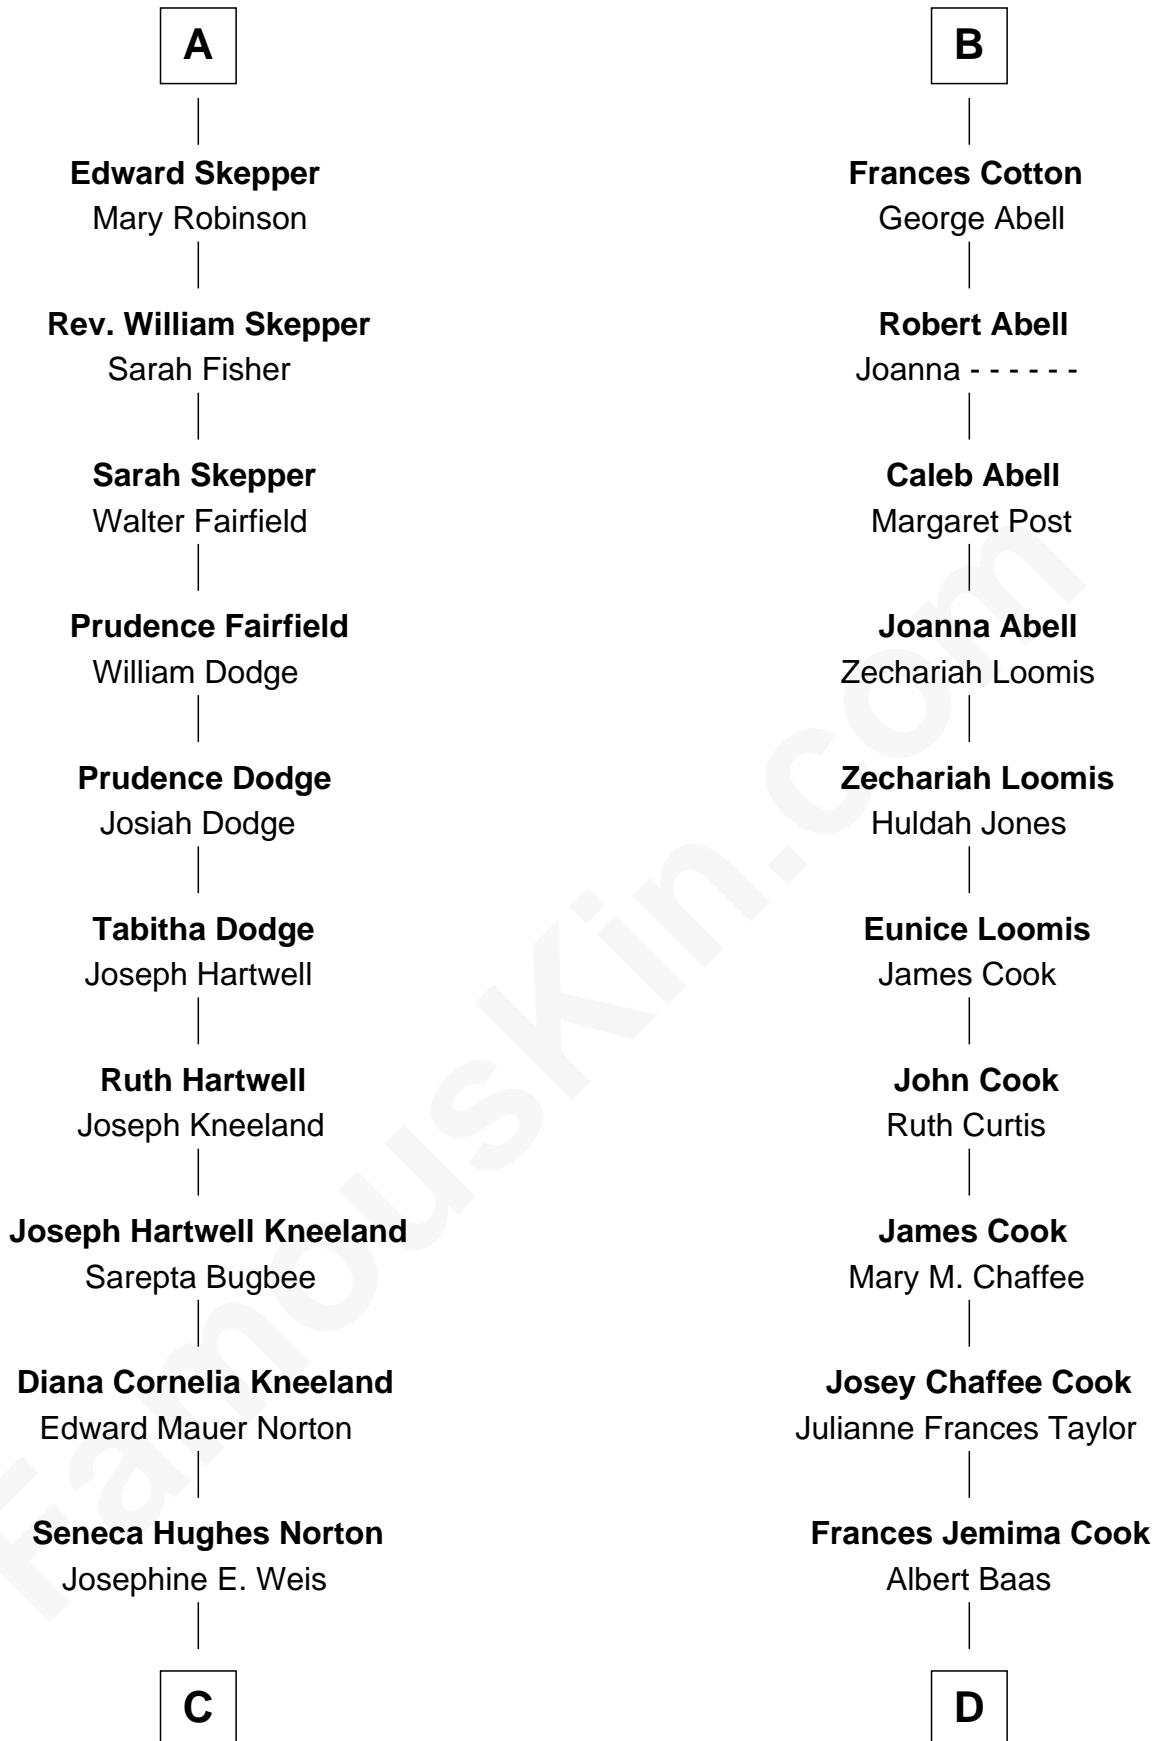 A
Edward Skepper
Mary Robinson
Rev. William Skepper
Sarah Fisher
Sarah Skepper
Walter Fairfield
Prudence Fairfield
William Dodge
Prudence Dodge
Josiah Dodge
Tabitha Dodge
Joseph Hartwell
Ruth Hartwell
Joseph Kneeland
Joseph Hartwell Kneeland
Sarepta Bugbee
Diana Cornelia Kneeland
Edward Mauer Norton
Seneca Hughes Norton
Josephine E. Weis
C
B
Frances Cotton
George Abell
Robert Abell
Joanna - - - - - -
Caleb Abell
Margaret Post
Joanna Abell
Zechariah Loomis
Zechariah Loomis
Huldah Jones
Eunice Loomis
James Cook
John Cook
Ruth Curtis
James Cook
Mary M. Chaffee
Josey Chaffee Cook
Julianne Frances Taylor
Frances Jemima Cook
Albert Baas
D
FamousKin.com